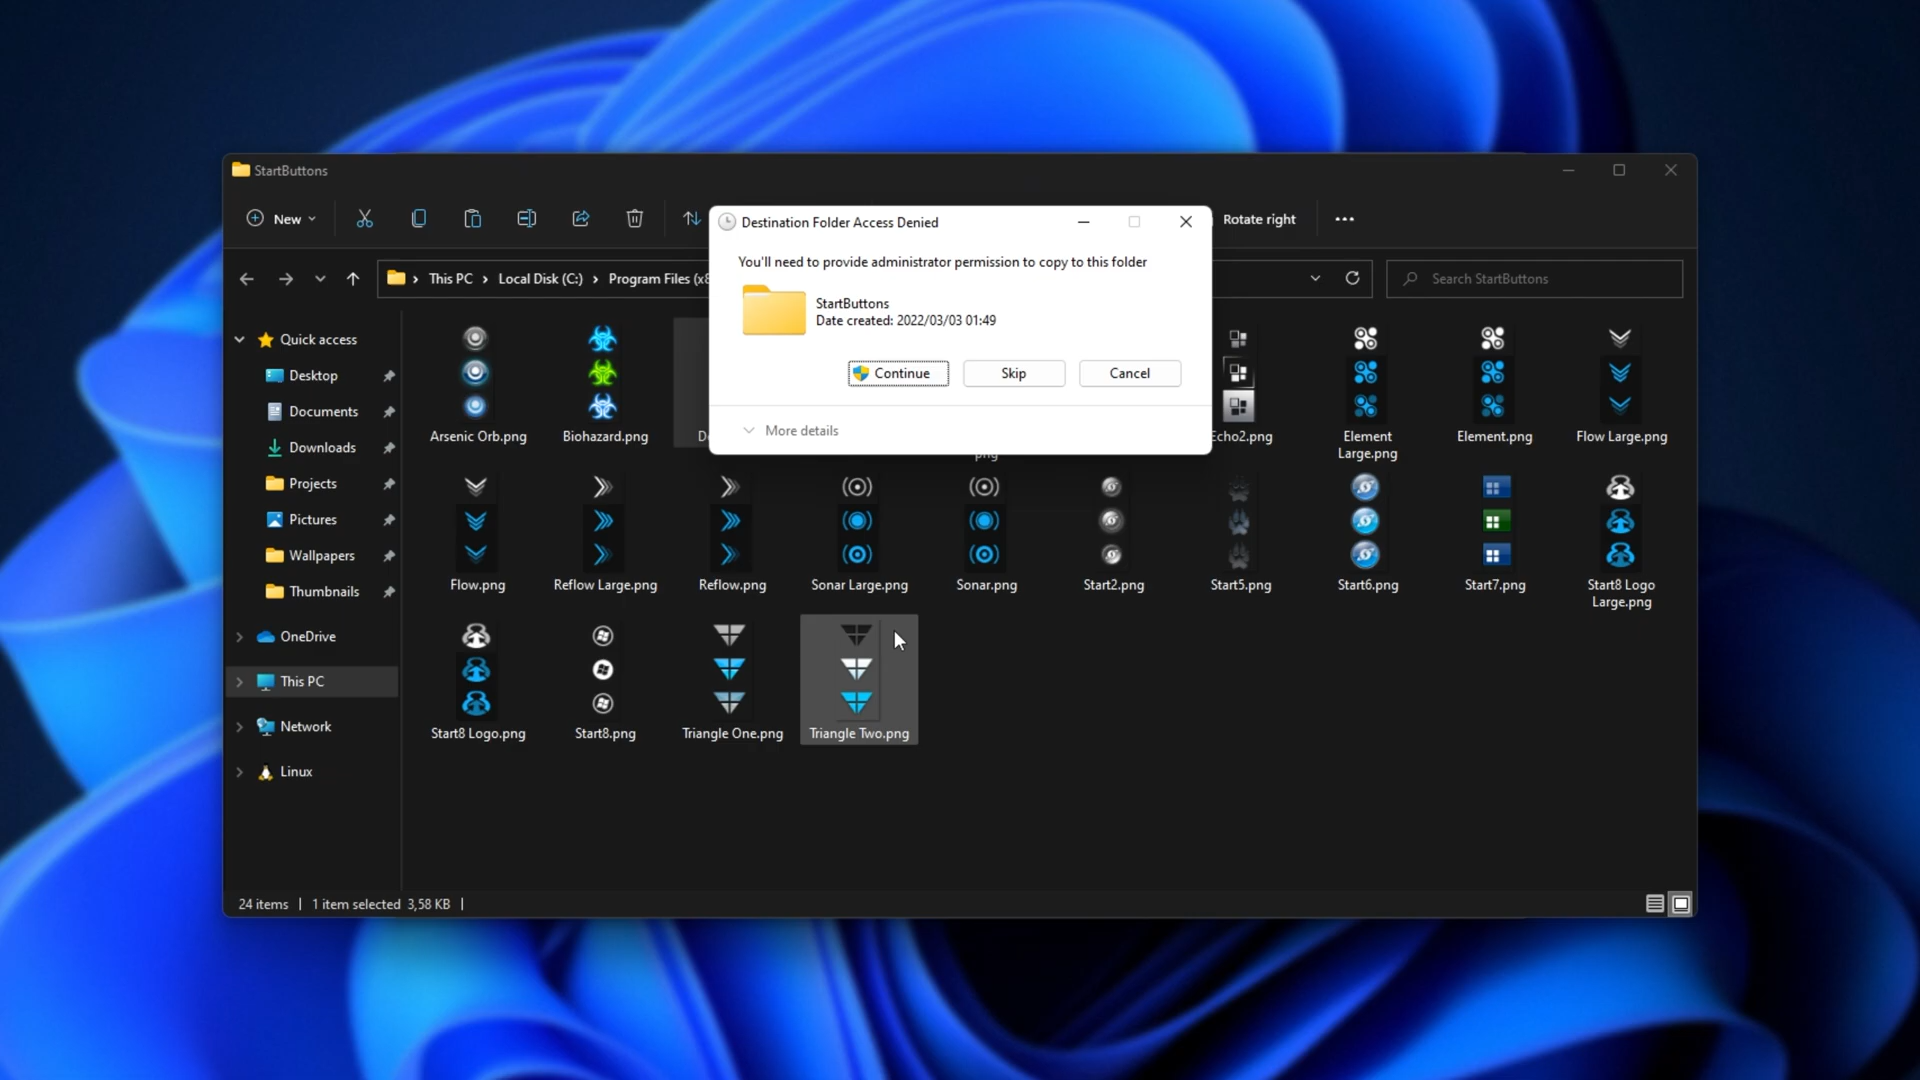 StartButtons
New
Rotate right
Destination Folder Access Denied
You'll need to provide administrator permission to copy to this folder
StartButtons
Date created: 2022/03/03 01:49
Continue
Skip
Cancel
More details
This PC
Local Disk (C:)
Program Files (x8
Search StartButtons
Quick access
Desktop
Documents
Downloads
Projects
Pictures
Wallpapers
Thumbnails
OneDrive
This PC
Network
Linux
Arsenic Orb.png
Biohazard.png
png
Echo2.png
Element
Large.png
Element.png
Flow Large.png
Flow.png
Reflow Large.png
Reflow.png
Sonar Large.png
Sonar.png
Start2.png
Start5.png
Start6.png
Start7.png
Start8 Logo
Large.png
Start8 Logo.png
Start8.png
Triangle One.png
Triangle Two.png
24 items
1 item selected 3,58 KB